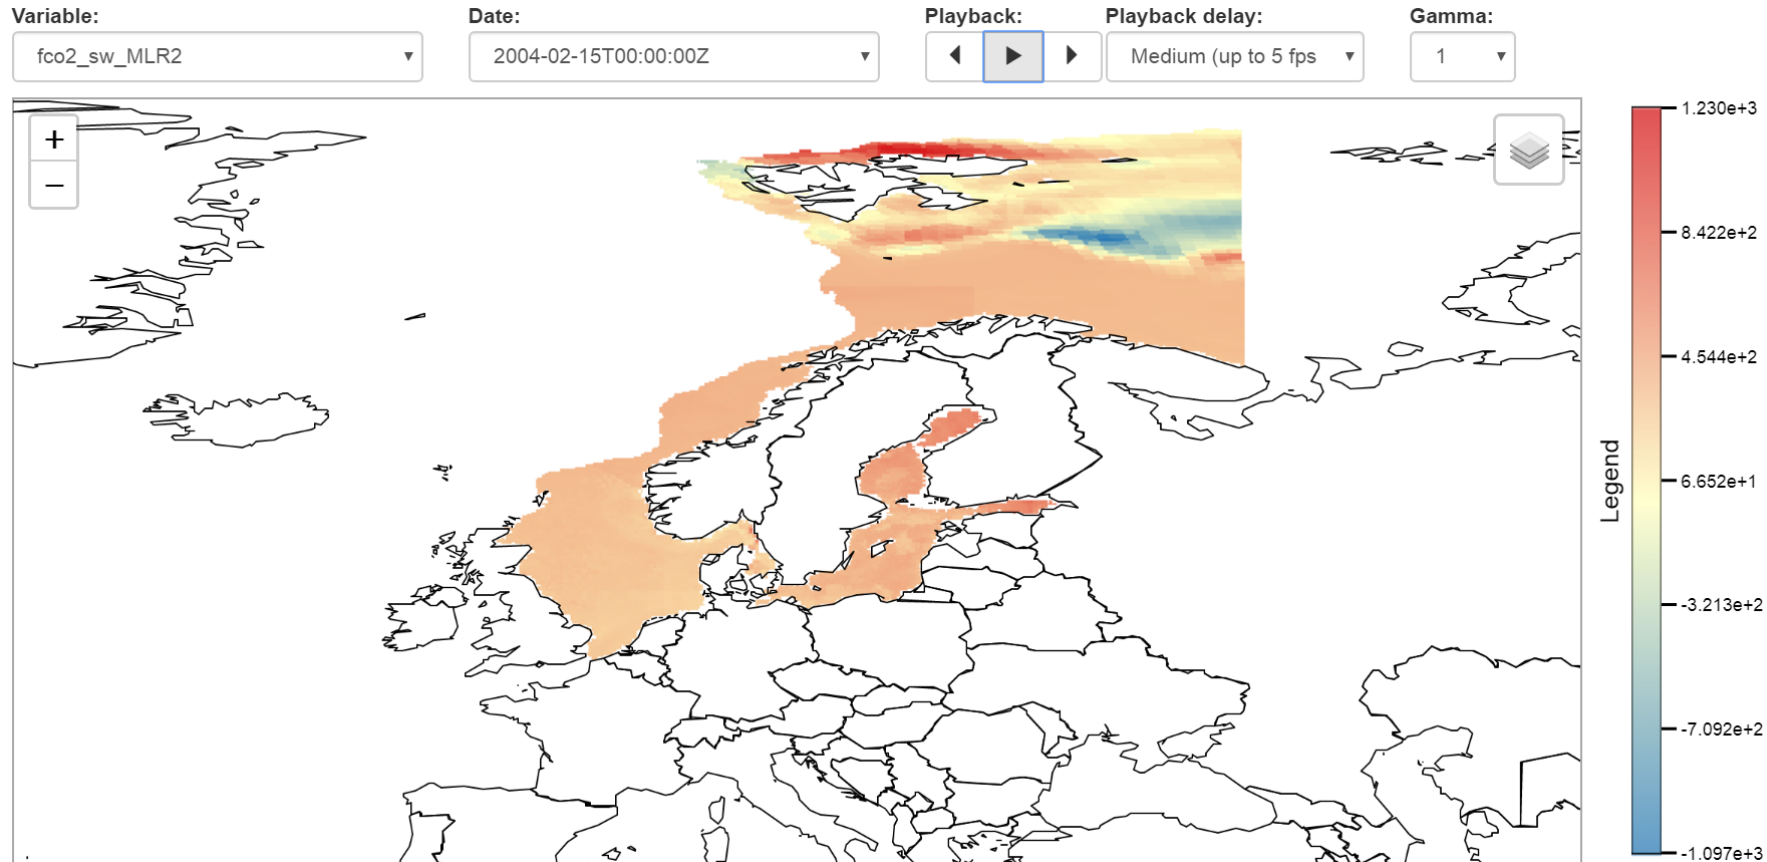 Variable: Date: Playback: Playback delay: Gamma:
fco2_sw_MLR2 2004-02-15T00:00:00Z Medium (up to 5 fps 1
+
−
1.230e+3
8.422e+2
4.544e+2
6.652e+1
-3.213e+2
-7.092e+2
-1.097e+3
Legend